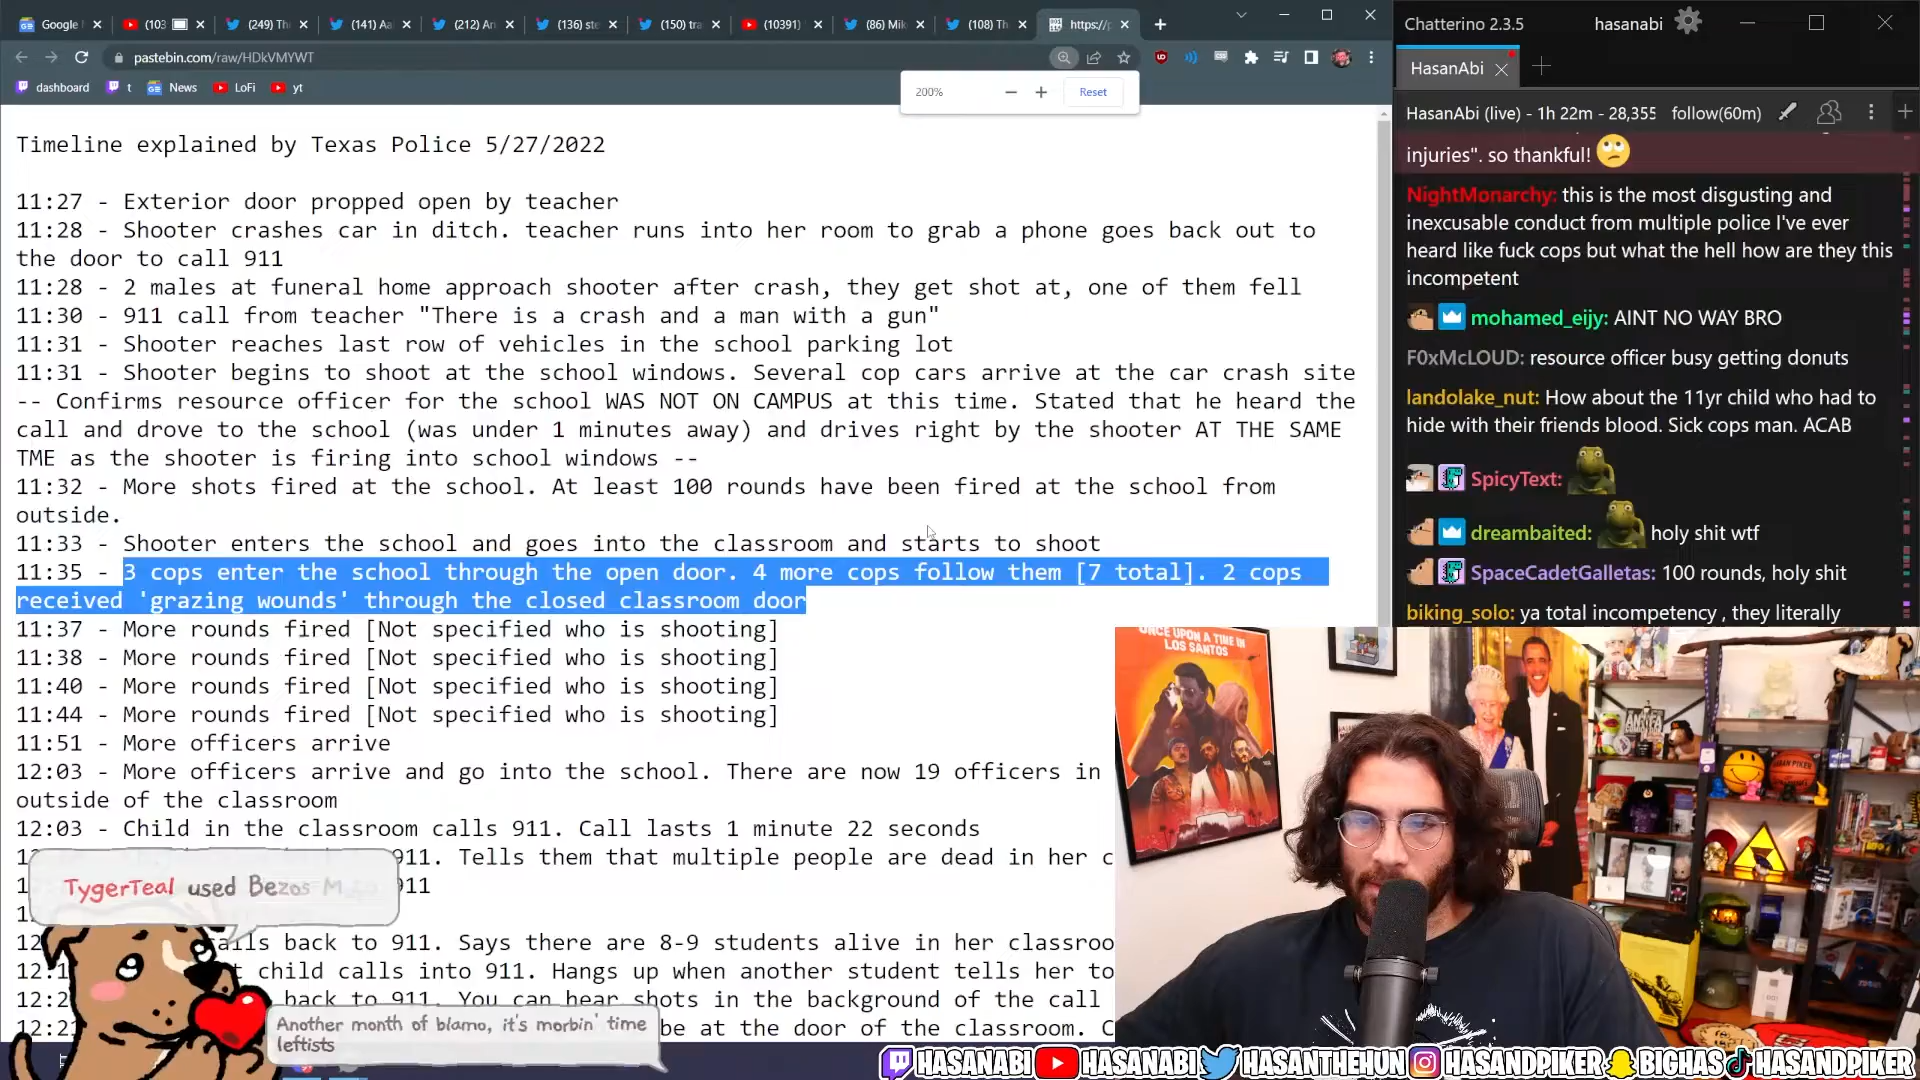 Google
(103
(249) Th
(141) Aa
(212) An
(136) ste
(150) tra
(10391)
(86) Mik
(108) Th
https://p
pastebin.com/raw/HDkVMYWT
dashboard
t
News
LoFi
yt
200%
Reset
Timeline explained by Texas Police 5/27/2022
11:27 - Exterior door propped open by teacher
11:28 - Shooter crashes car in ditch. teacher runs into her room to grab a phone goes back out to
the door to call 911
11:28 - 2 males at funeral home approach shooter after crash, they get shot at, one of them fell
11:30 - 911 call from teacher "There is a crash and a man with a gun"
11:31 - Shooter reaches last row of vehicles in the school parking lot
11:31 - Shooter begins to shoot at the school windows. Several cop cars arrive at the car crash site
-- Confirms resource officer for the school WAS NOT ON CAMPUS at this time. Stated that he heard the
call and drove to the school (was under 1 minutes away) and drives right by the shooter AT THE SAME
TME as the shooter is firing into school windows --
11:32 - More shots fired at the school. At least 100 rounds have been fired at the school from
outside.
11:33 - Shooter enters the school and goes into the classroom and starts to shoot
11:35 - 3 cops enter the school through the open door. 4 more cops follow them [7 total]. 2 cops
received 'grazing wounds' through the closed classroom door
11:37 - More rounds fired [Not specified who is shooting]
11:38 - More rounds fired [Not specified who is shooting]
11:40 - More rounds fired [Not specified who is shooting]
11:44 - More rounds fired [Not specified who is shooting]
11:51 - More officers arrive
12:03 - More officers arrive and go into the school. There are now 19 officers in
outside of the classroom
12:03 - Child in the classroom calls 911. Call lasts 1 minute 22 seconds
911. Tells them that multiple people are dead in her c
911
back to 911. Says there are 8-9 students alive in her classroo
child calls into 911. Hangs up when another student tells her to
back to 911. You can hear shots in the background of the call
be at the door of the classroom. C
TygerTeal used Bezos
Another month of blamo, it's morbin' time
leftists
Chatterino 2.3.5
hasanabi
HasanAbi
HasanAbi (live) - 1h 22m - 28,355
follow(60m)
injuries". so thankful!
NightMonarchy: this is the most disgusting and
inexcusable conduct from multiple police I've ever
heard like fuck cops but what the hell how are they this
incompetent
mohamed_eijy: AINT NO WAY BRO
F0xMcLOUD: resource officer busy getting donuts
landolake_nut: How about the 11yr child who had to
hide with their friends blood. Sick cops man. ACAB
SpicyText:
dreambaited: holy shit wtf
SpaceCadetGalletas: 100 rounds, holy shit
biking_solo: ya total incompetency , they literally
ONCE UPON A TIME IN
LOS SANTOS
HASANABI
HASANABI
HASANTHEHUN
HASANDPIKER
BIGHAS
HASANDPIKER